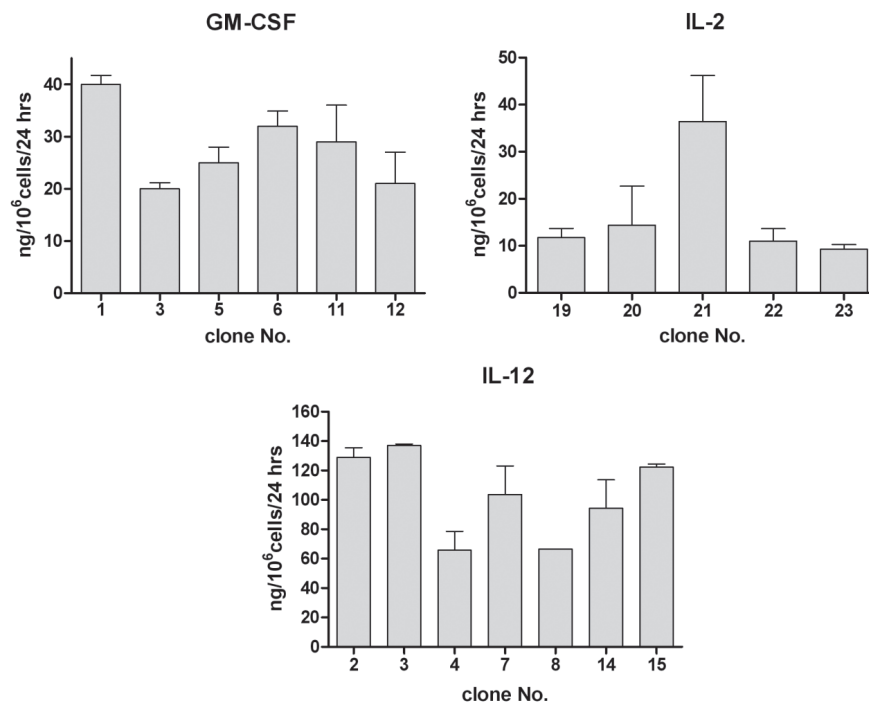 GM-CSF
ng/10⁶cells/24 hrs
40
30
20
10
0
1 3 5 6 11 12
clone No.
IL-2
ng/10⁶cells/24 hrs
50
40
30
20
10
0
19 20 21 22 23
clone No.
IL-12
ng/10⁶cells/24 hrs
160
140
120
100
80
60
40
20
0
2 3 4 7 8 14 15
clone No.